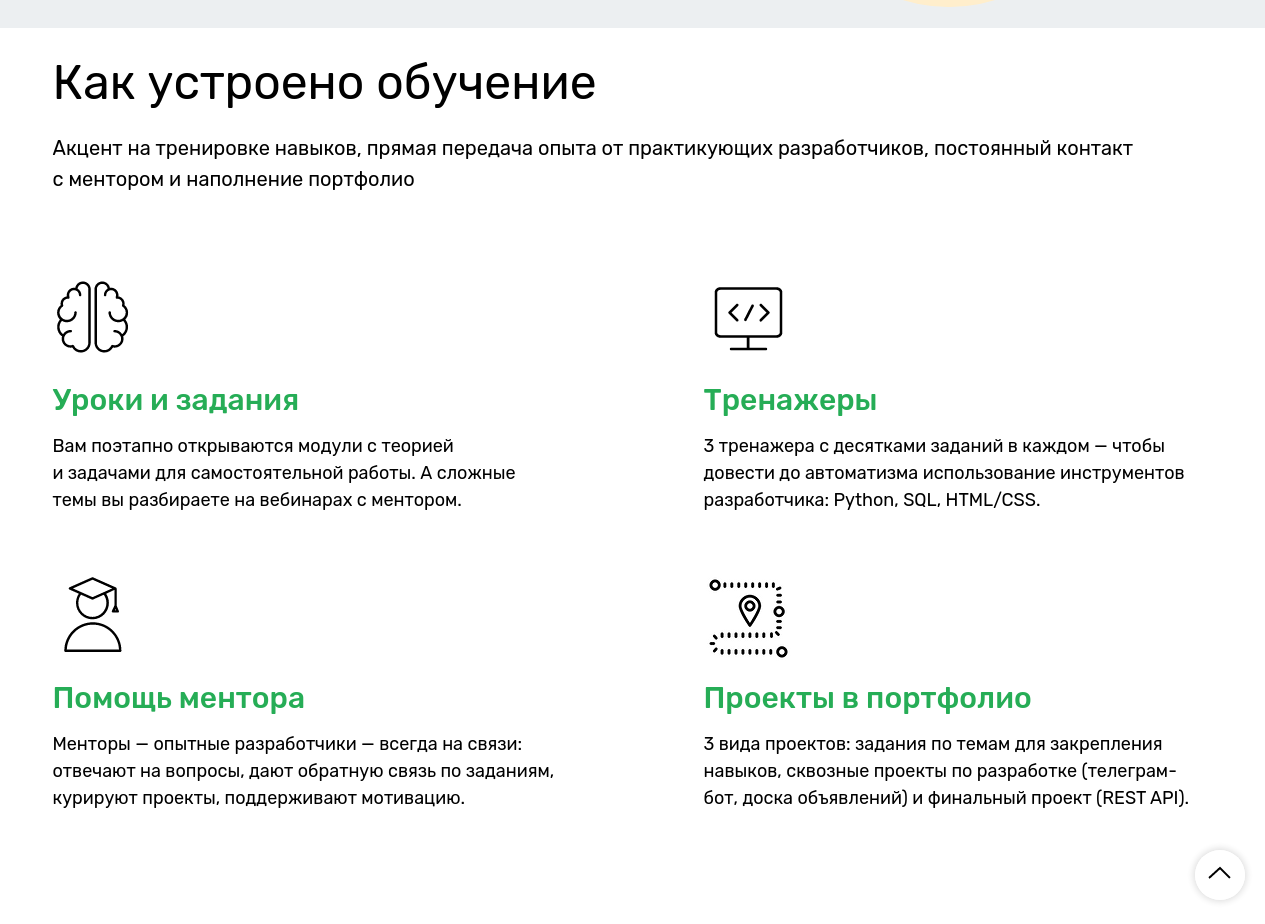 Как устроено обучение
Акцент на тренировке навыков, прямая передача опыта от практикующих разработчиков, постоянный контакт
с ментором и наполнение портфолио
Уроки и задания
Вам поэтапно открываются модули с теорией
и задачами для самостоятельной работы. А сложные
темы вы разбираете на вебинарах с ментором.
Тренажеры
3 тренажера с десятками заданий в каждом — чтобы
довести до автоматизма использование инструментов
разработчика: Python, SQL, HTML/CSS.
Помощь ментора
Менторы — опытные разработчики — всегда на связи:
отвечают на вопросы, дают обратную связь по заданиям,
курируют проекты, поддерживают мотивацию.
Проекты в портфолио
3 вида проектов: задания по темам для закрепления
навыков, сквозные проекты по разработке (телеграм-
бот, доска объявлений) и финальный проект (REST API).